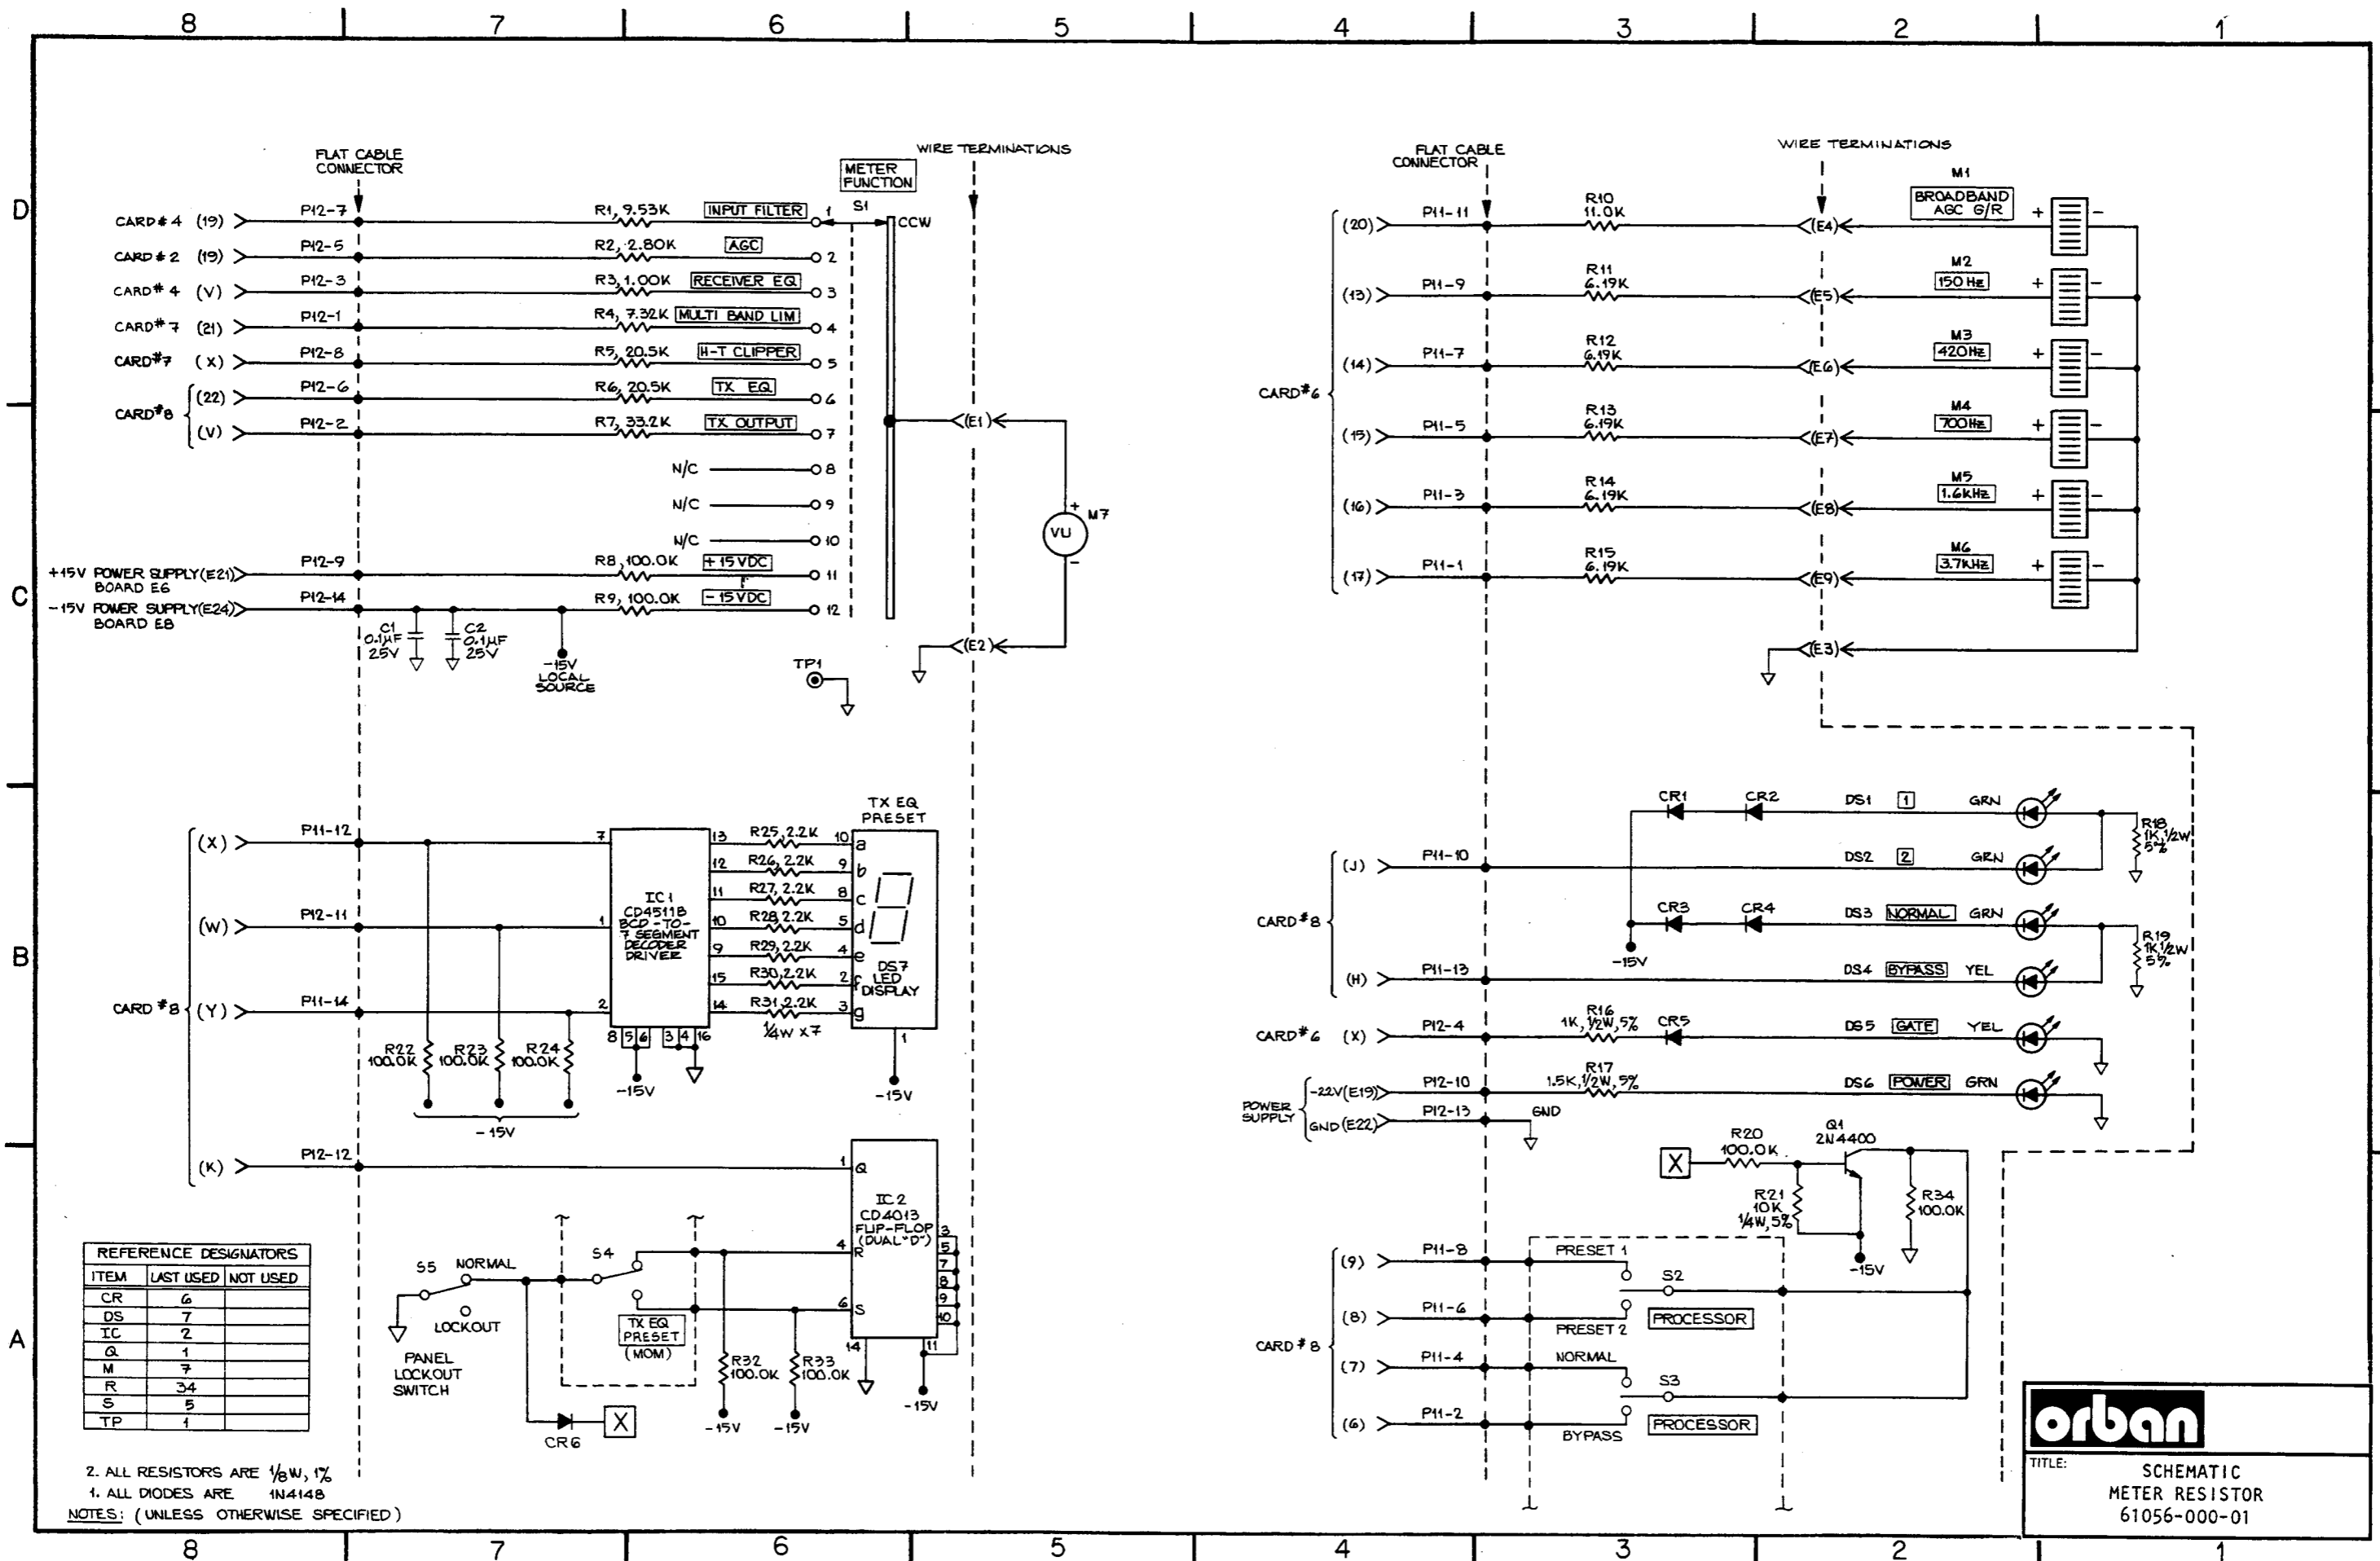 8 7 6 5 4 3 2 1
D
C
B
A
FLAT CABLE
CONNECTOR
WIRE TERMINATIONS
METER
FUNCTION
S1
CCW
CARD #4 (19) P12-7 R1, 9.53K INPUT FILTER 1
CARD #2 (19) P12-5 R2, 2.80K AGC 2
CARD #4 (V) P12-3 R3, 1.00K RECEIVER EQ 3
CARD #7 (21) P12-1 R4, 7.32K MULTI BAND LIM 4
CARD #7 (X) P12-8 R5, 20.5K H-T CLIPPER 5
CARD #8
(22) P12-6 R6, 20.5K TX EQ 6
(V) P12-2 R7, 33.2K TX OUTPUT 7
N/C 8
N/C 9
N/C 10
+15V POWER SUPPLY (E21)
BOARD E6
P12-9 R8, 100.0K +15VDC 11
-15V POWER SUPPLY (E24)
BOARD E8
P12-14 R9, 100.0K -15VDC 12
C1
0.1µF
25V
C2
0.1µF
25V
-15V
LOCAL
SOURCE
TP1
(E1)
+ M7
VU
-
(E2)
FLAT CABLE
CONNECTOR
WIRE TERMINATIONS
CARD #6
(20) P11-11 R10
11.0K
(E4)
M1
BROADBAND
AGC G/R
+ -
(13) P11-9 R11
6.19K
(E5)
M2
150 Hz
+ -
(14) P11-7 R12
6.19K
(E6)
M3
420Hz
+ -
(15) P11-5 R13
6.19K
(E7)
M4
700Hz
+ -
(16) P11-3 R14
6.19K
(E8)
M5
1.6kHz
+ -
(17) P11-1 R15
6.19K
(E9)
M6
3.7kHz
+ -
(E3)
CARD #8
(X) P11-12 7
(W) P12-11 1
(Y) P11-14 2
(K) P12-12 1 Q
R22
100.0K
R23
100.0K
R24
100.0K
-15V
IC1
CD4511B
BCD-TO-
7 SEGMENT
DECODER
DRIVER
8 5 6 3 4 16
-15V
13 R25, 2.2K 10 a
12 R26, 2.2K 9 b
11 R27, 2.2K 8 c
10 R28, 2.2K 5 d
9 R29, 2.2K 4 e
15 R30, 2.2K 2 f
14 R31, 2.2K 3 g
1/4W x7
TX EQ
PRESET
DS7
LED
DISPLAY
1
-15V
IC2
CD4013
FLIP-FLOP
(DUAL "D")
4 R
6 S
3
5
7
8
9
10
14 11
-15V
S5 NORMAL
LOCKOUT
PANEL
LOCKOUT
SWITCH
S4
TX EQ
PRESET
(MOM)
CR6 X
R32
100.0K
-15V
R33
100.0K
-15V
CR1 CR2 DS1 1 GRN
R18
1K,1/2W
5%
CARD #8
(J) P11-10 DS2 2 GRN
CR3 CR4 DS3 NORMAL GRN
-15V
R19
1K,1/2W
5%
(H) P11-13 DS4 BYPASS YEL
CARD #6 (X) P12-4 R16
1K, 1/2W, 5%
CR5 DS5 GATE YEL
POWER
SUPPLY
-22V(E19) P12-10 R17
1.5K, 1/2W, 5%
DS6 POWER GRN
GND (E22) P12-13 GND
X
R20
100.0K
Q1
2N4400
R21
10K
1/4W, 5%
-15V
R34
100.0K
CARD #8
(9) P11-8 PRESET 1
S2
(8) P11-6 PRESET 2
PROCESSOR
(7) P11-4 NORMAL
S3
(6) P11-2 BYPASS
PROCESSOR
REFERENCE DESIGNATORS
ITEM LAST USED NOT USED
CR 6
DS 7
IC 2
Q 1
M 7
R 34
S 5
TP 1
2. ALL RESISTORS ARE 1/8W, 1%
1. ALL DIODES ARE 1N4148
NOTES: (UNLESS OTHERWISE SPECIFIED)
orban
TITLE:
SCHEMATIC
METER RESISTOR
61056-000-01
8 7 6 5 4 3 2 1